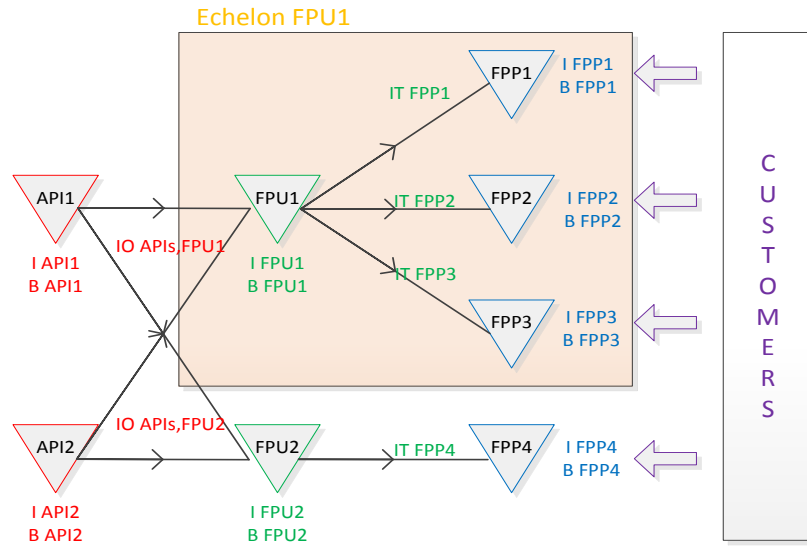 Echelon FPU1
FPP1
I FPP1
B FPP1
IT FPP1
API1
FPU1
FPP2
I FPP2
B FPP2
IT FPP2
IO APIs,FPU1
I API1
B API1
I FPU1
B FPU1
IT FPP3
FPP3
I FPP3
B FPP3
IO APIs,FPU2
API2
FPU2
IT FPP4
FPP4
I FPP4
B FPP4
I API2
B API2
I FPU2
B FPU2
C
U
S
T
O
M
E
R
S